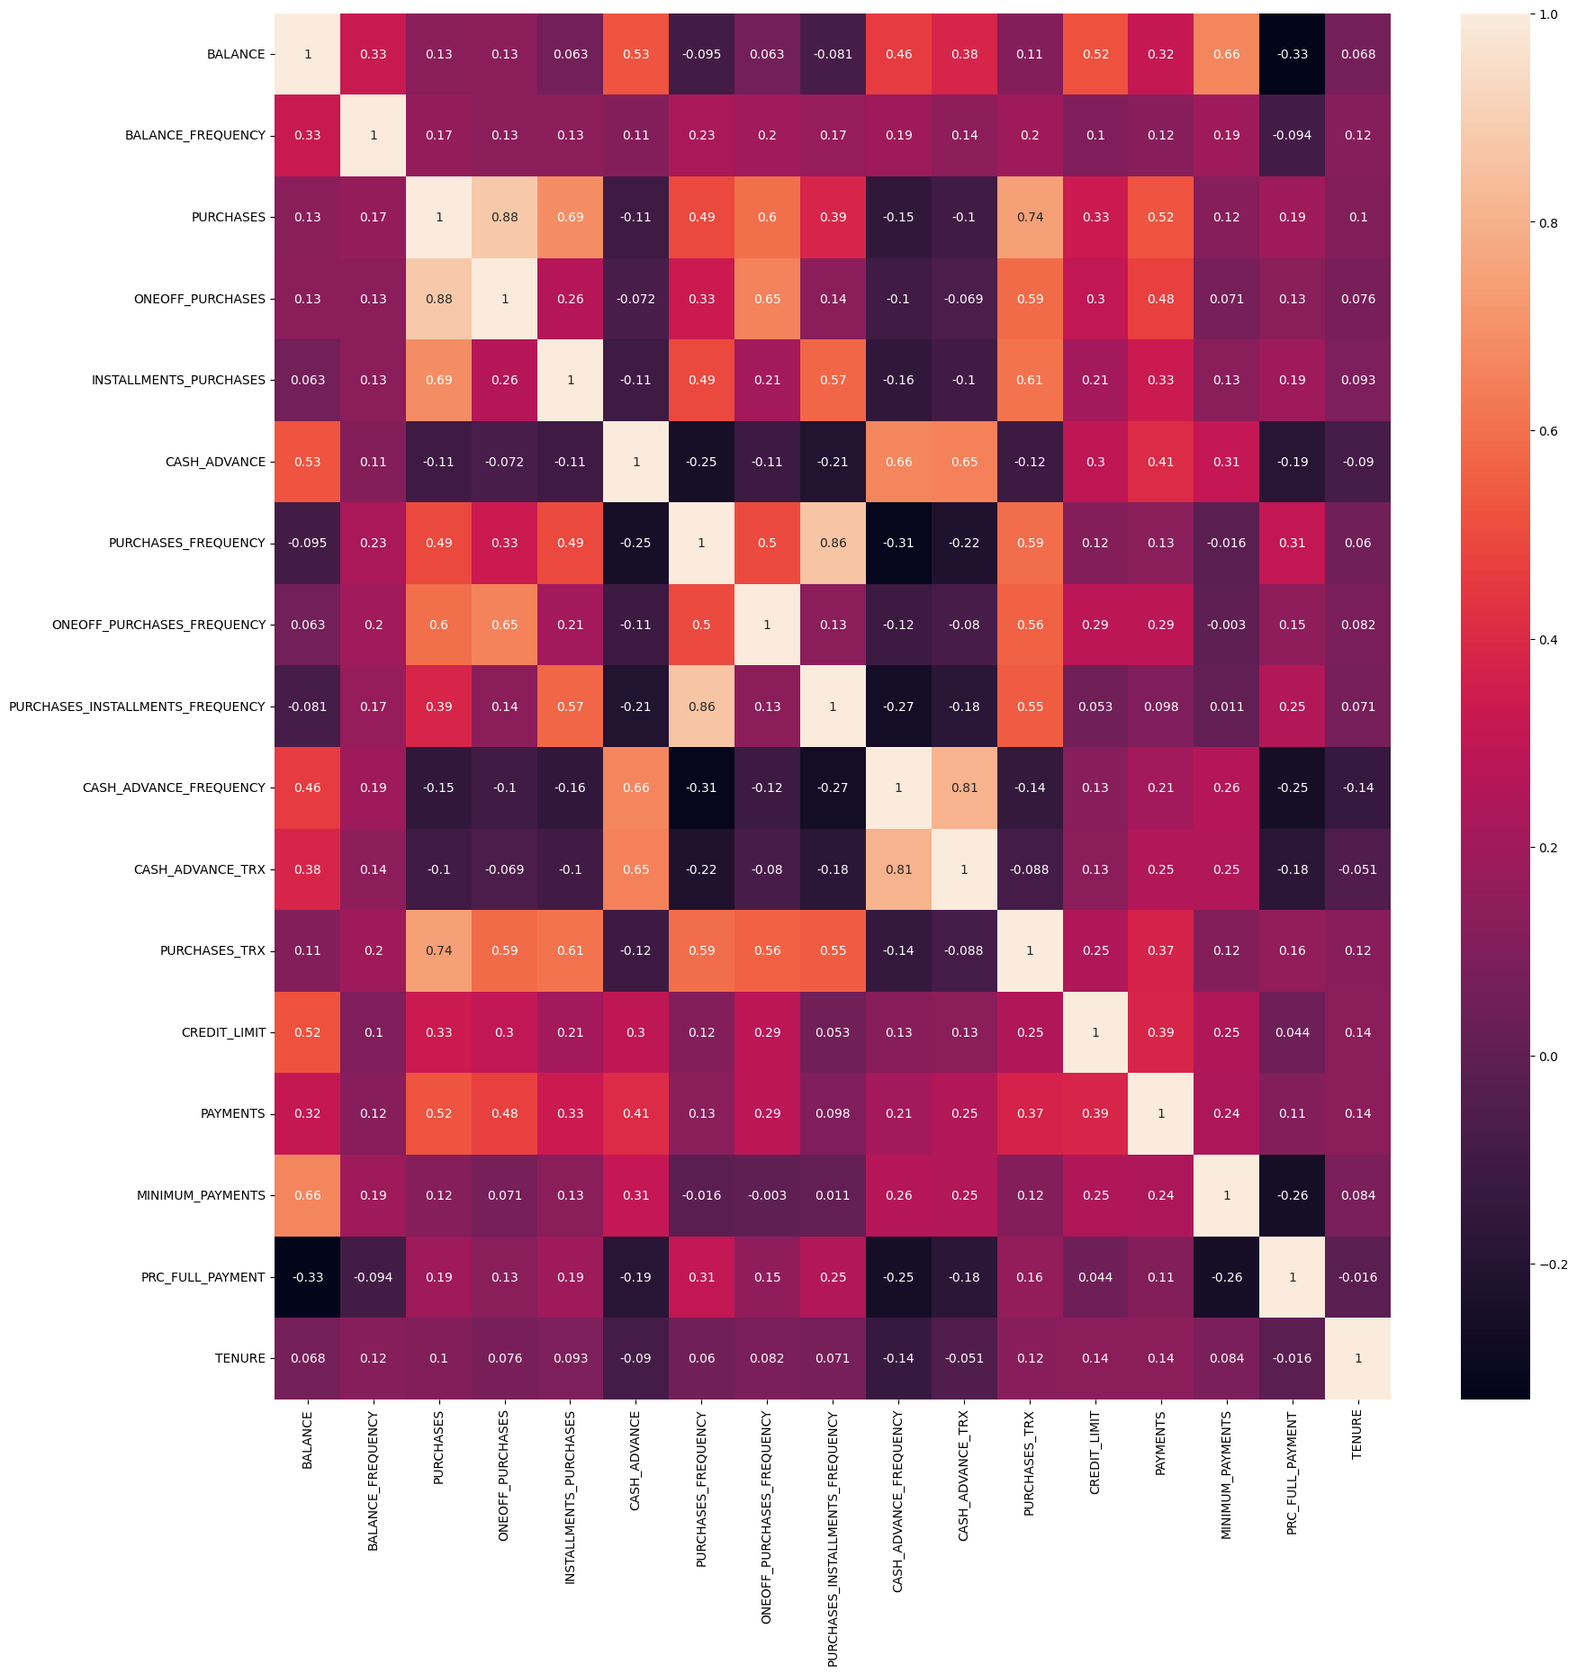 BALANCE 1 0.33 0.13 0.13 0.063 0.53 -0.095 0.063 -0.081 0.46 0.38 0.11 0.52 0.32 0.66 -0.33 0.068
BALANCE_FREQUENCY 0.33 1 0.17 0.13 0.13 0.11 0.23 0.2 0.17 0.19 0.14 0.2 0.1 0.12 0.19 -0.094 0.12
PURCHASES 0.13 0.17 1 0.88 0.69 -0.11 0.49 0.6 0.39 -0.15 -0.1 0.74 0.33 0.52 0.12 0.19 0.1
ONEOFF_PURCHASES 0.13 0.13 0.88 1 0.26 -0.072 0.33 0.65 0.14 -0.1 -0.069 0.59 0.3 0.48 0.071 0.13 0.076
INSTALLMENTS_PURCHASES 0.063 0.13 0.69 0.26 1 -0.11 0.49 0.21 0.57 -0.16 -0.1 0.61 0.21 0.33 0.13 0.19 0.093
CASH_ADVANCE 0.53 0.11 -0.11 -0.072 -0.11 1 -0.25 -0.11 -0.21 0.66 0.65 -0.12 0.3 0.41 0.31 -0.19 -0.09
PURCHASES_FREQUENCY -0.095 0.23 0.49 0.33 0.49 -0.25 1 0.5 0.86 -0.31 -0.22 0.59 0.12 0.13 -0.016 0.31 0.06
ONEOFF_PURCHASES_FREQUENCY 0.063 0.2 0.6 0.65 0.21 -0.11 0.5 1 0.13 -0.12 -0.08 0.56 0.29 0.29 -0.003 0.15 0.082
PURCHASES_INSTALLMENTS_FREQUENCY -0.081 0.17 0.39 0.14 0.57 -0.21 0.86 0.13 1 -0.27 -0.18 0.55 0.053 0.098 0.011 0.25 0.071
CASH_ADVANCE_FREQUENCY 0.46 0.19 -0.15 -0.1 -0.16 0.66 -0.31 -0.12 -0.27 1 0.81 -0.14 0.13 0.21 0.26 -0.25 -0.14
CASH_ADVANCE_TRX 0.38 0.14 -0.1 -0.069 -0.1 0.65 -0.22 -0.08 -0.18 0.81 1 -0.088 0.13 0.25 0.25 -0.18 -0.051
PURCHASES_TRX 0.11 0.2 0.74 0.59 0.61 -0.12 0.59 0.56 0.55 -0.14 -0.088 1 0.25 0.37 0.12 0.16 0.12
CREDIT_LIMIT 0.52 0.1 0.33 0.3 0.21 0.3 0.12 0.29 0.053 0.13 0.13 0.25 1 0.39 0.25 0.044 0.14
PAYMENTS 0.32 0.12 0.52 0.48 0.33 0.41 0.13 0.29 0.098 0.21 0.25 0.37 0.39 1 0.24 0.11 0.14
MINIMUM_PAYMENTS 0.66 0.19 0.12 0.071 0.13 0.31 -0.016 -0.003 0.011 0.26 0.25 0.12 0.25 0.24 1 -0.26 0.084
PRC_FULL_PAYMENT -0.33 -0.094 0.19 0.13 0.19 -0.19 0.31 0.15 0.25 -0.25 -0.18 0.16 0.044 0.11 -0.26 1 -0.016
TENURE 0.068 0.12 0.1 0.076 0.093 -0.09 0.06 0.082 0.071 -0.14 -0.051 0.12 0.14 0.14 0.084 -0.016 1
BALANCE
BALANCE_FREQUENCY
PURCHASES
ONEOFF_PURCHASES
INSTALLMENTS_PURCHASES
CASH_ADVANCE
PURCHASES_FREQUENCY
ONEOFF_PURCHASES_FREQUENCY
PURCHASES_INSTALLMENTS_FREQUENCY
CASH_ADVANCE_FREQUENCY
CASH_ADVANCE_TRX
PURCHASES_TRX
CREDIT_LIMIT
PAYMENTS
MINIMUM_PAYMENTS
PRC_FULL_PAYMENT
TENURE
1.0
0.8
0.6
0.4
0.2
0.0
−0.2